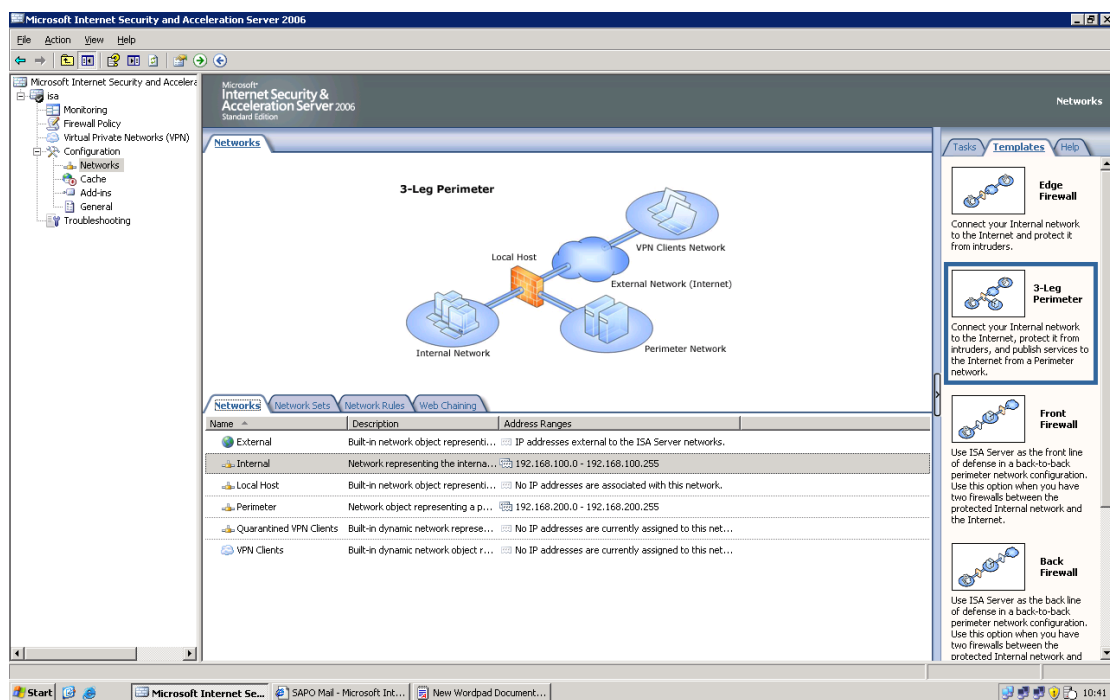 Microsoft Internet Security and Acceleration Server 2006
File Action View Help
Microsoft Internet Security and Accelera
isa
Monitoring
Firewall Policy
Virtual Private Networks (VPN)
Configuration
Networks
Cache
Add-ins
General
Troubleshooting
Microsoft
Internet Security &
Acceleration Server 2006
Standard Edition
Networks
Networks
3-Leg Perimeter
VPN Clients Network
Local Host
External Network (Internet)
Internal Network
Perimeter Network
Networks Network Sets Network Rules Web Chaining
Name Description Address Ranges
External Built-in network object representi... IP addresses external to the ISA Server networks.
Internal Network representing the interna... 192.168.100.0 - 192.168.100.255
Local Host Built-in network object representi... No IP addresses are associated with this network.
Perimeter Network object representing a p... 192.168.200.0 - 192.168.200.255
Quarantined VPN Clients Built-in dynamic network represe... No IP addresses are currently assigned to this net...
VPN Clients Built-in dynamic network object r... No IP addresses are currently assigned to this net...
Tasks Templates Help
Edge
Firewall
Connect your Internal network
to the Internet and protect it
from intruders.
3-Leg
Perimeter
Connect your Internal network
to the Internet, protect it from
intruders, and publish services to
the Internet from a Perimeter
network.
Front
Firewall
Use ISA Server as the front line
of defense in a back-to-back
perimeter network configuration.
Use this option when you have
two firewalls between the
protected Internal network and
the Internet.
Back
Firewall
Use ISA Server as the back line
of defense in a back-to-back
perimeter network configuration.
Use this option when you have
two firewalls between the
protected Internal network and
Start Microsoft Internet Se... SAPO Mail - Microsoft Int... New Wordpad Document... 10:41